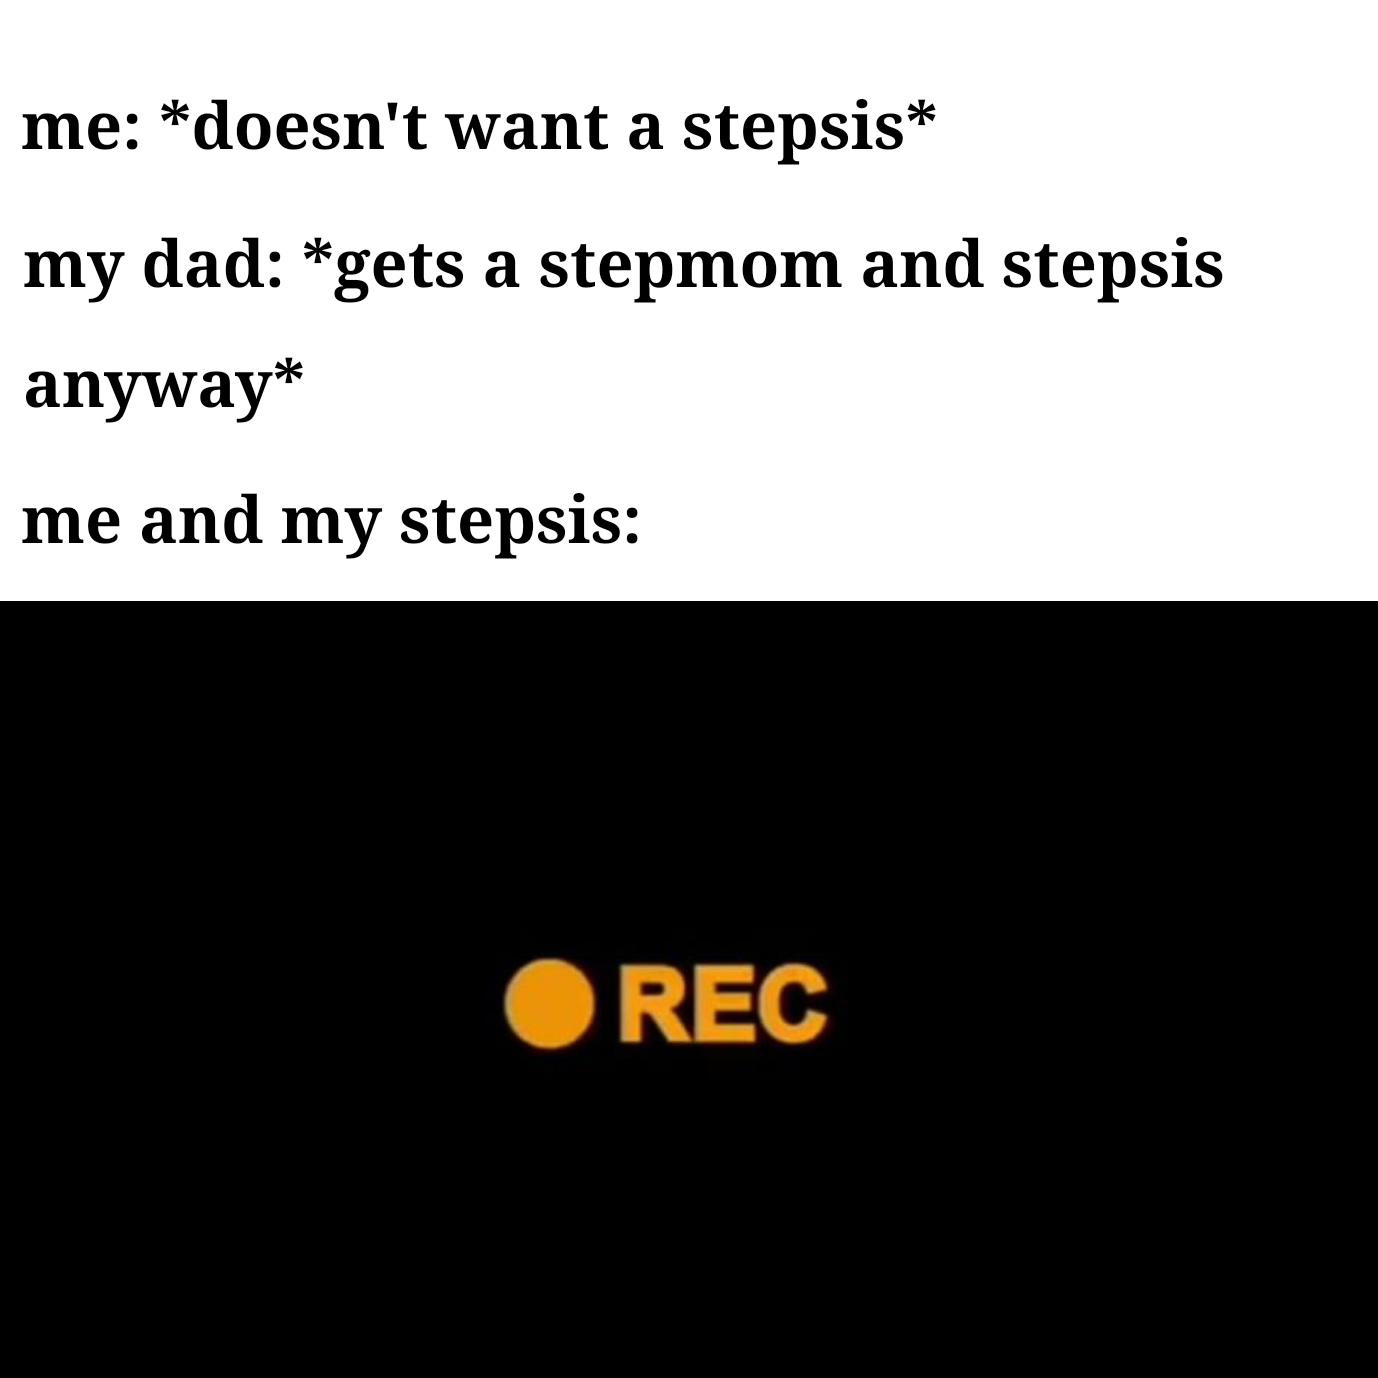 me: *doesn't want a stepsis*
my dad: *gets a stepmom and stepsis
anyway*
me and my stepsis:
REC